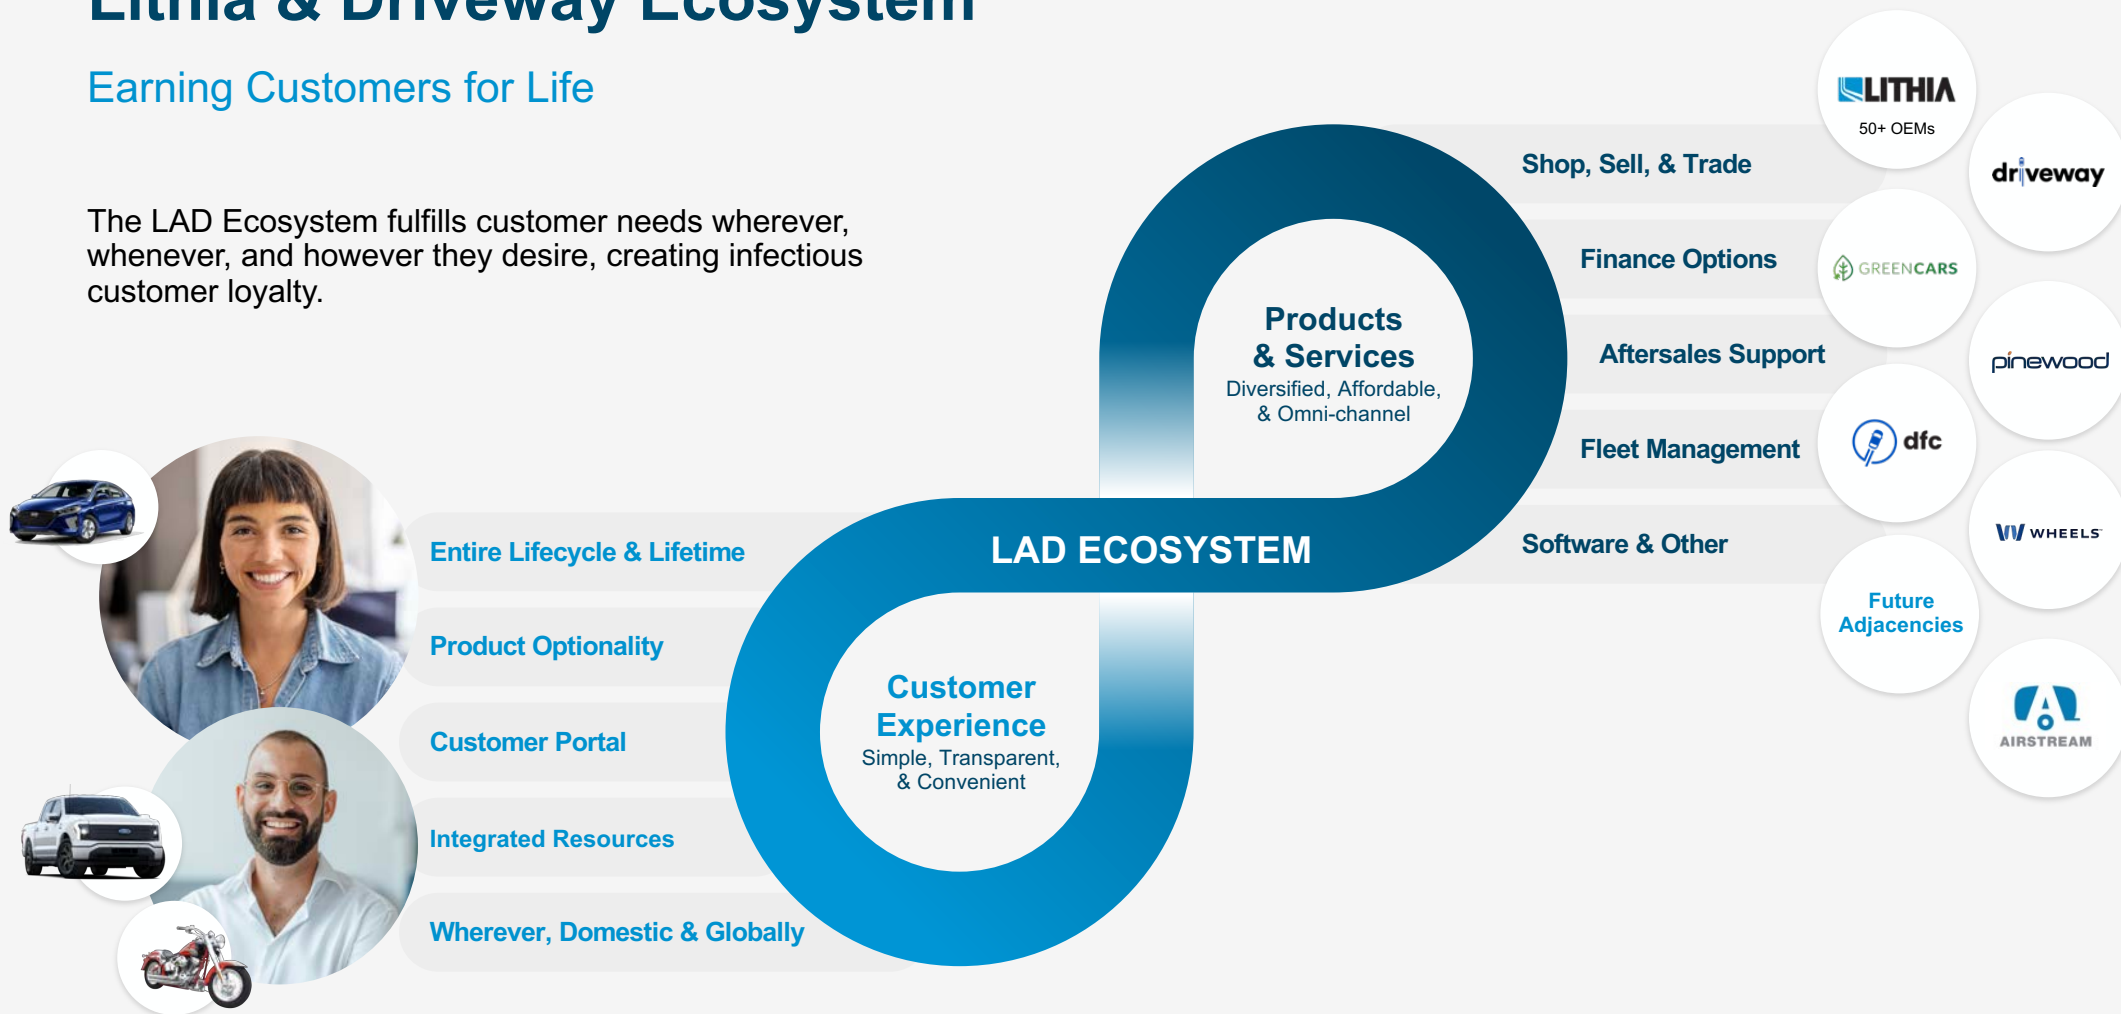 Lithia & Driveway Ecosystem
Earning Customers for Life
The LAD Ecosystem fulfills customer needs wherever,
whenever, and however they desire, creating infectious
customer loyalty.
Products
& Services
Diversified, Affordable,
& Omni-channel
LAD ECOSYSTEM
Customer
Experience
Simple, Transparent,
& Convenient
Entire Lifecycle & Lifetime
Product Optionality
Customer Portal
Integrated Resources
Wherever, Domestic & Globally
Shop, Sell, & Trade
Finance Options
Aftersales Support
Fleet Management
Software & Other
LITHIA
50+ OEMs
driveway
GREENCARS
pinewood
dfc
WHEELS
Future
Adjacencies
AIRSTREAM